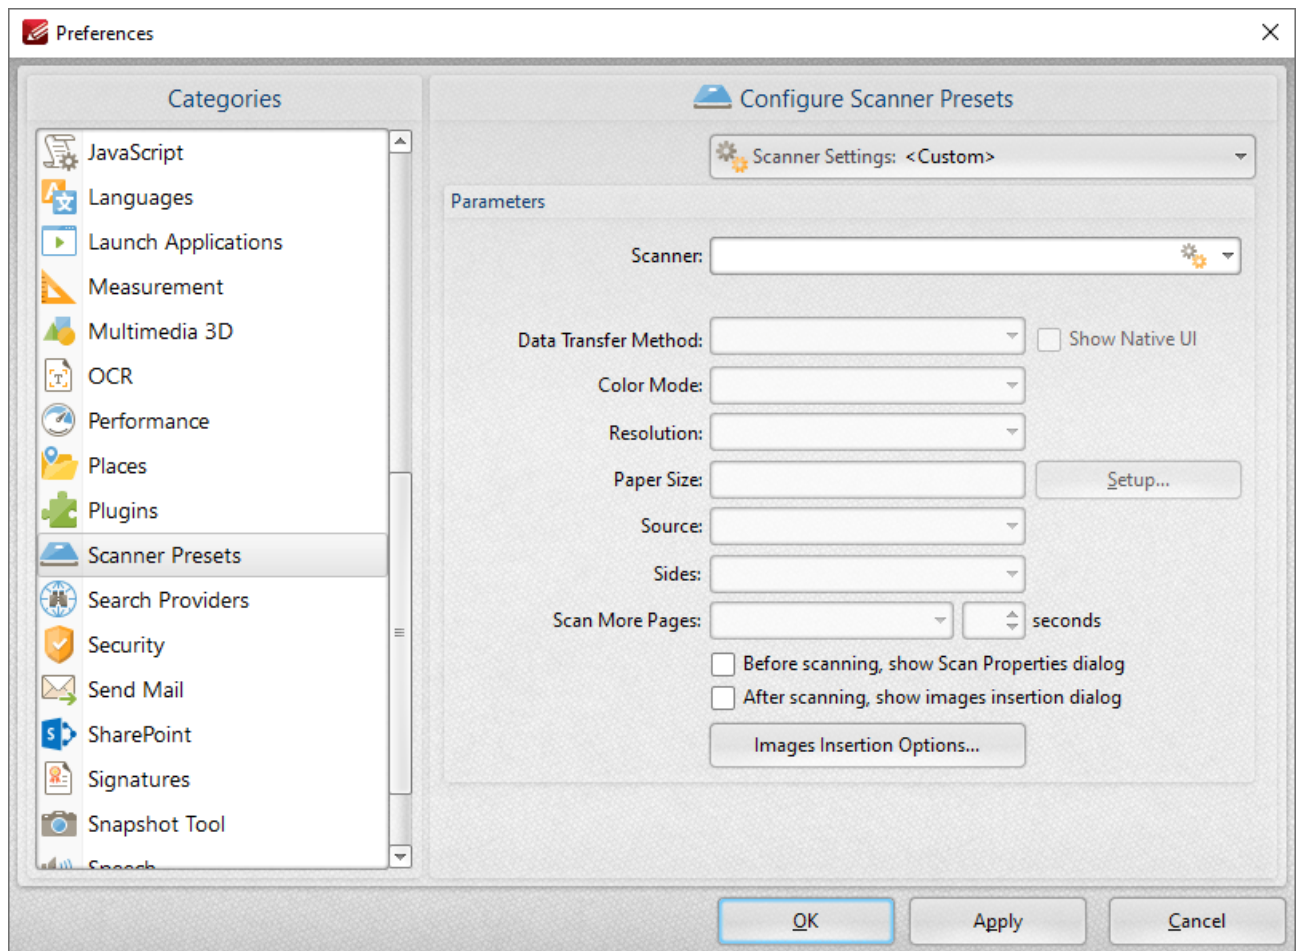 Preferences
Categories
JavaScript
Languages
Launch Applications
Measurement
Multimedia 3D
OCR
Performance
Places
Plugins
Scanner Presets
Search Providers
Security
Send Mail
SharePoint
Signatures
Snapshot Tool
Speech
Configure Scanner Presets
Scanner Settings: <Custom>
Parameters
Scanner:
Data Transfer Method:
Show Native UI
Color Mode:
Resolution:
Paper Size:
Setup...
Source:
Sides:
Scan More Pages:
seconds
Before scanning, show Scan Properties dialog
After scanning, show images insertion dialog
Images Insertion Options...
OK
Apply
Cancel